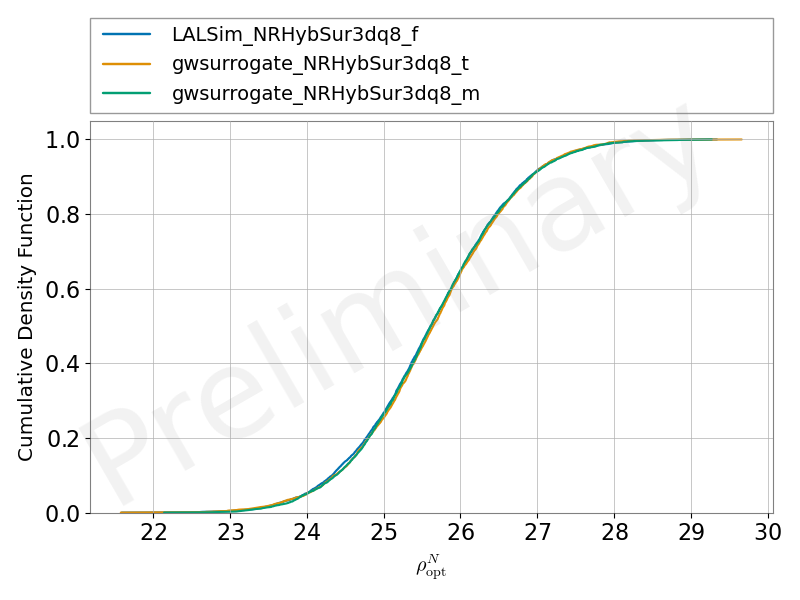 LALSim_NRHybSur3dq8_f
gwsurrogate_NRHybSur3dq8_t
gwsurrogate_NRHybSur3dq8_m
Preliminary
Cumulative Density Function
1.0
0.8
0.6
0.4
0.2
0.0
22 23 24 25 26 27 28 29 30
ρ^N_opt